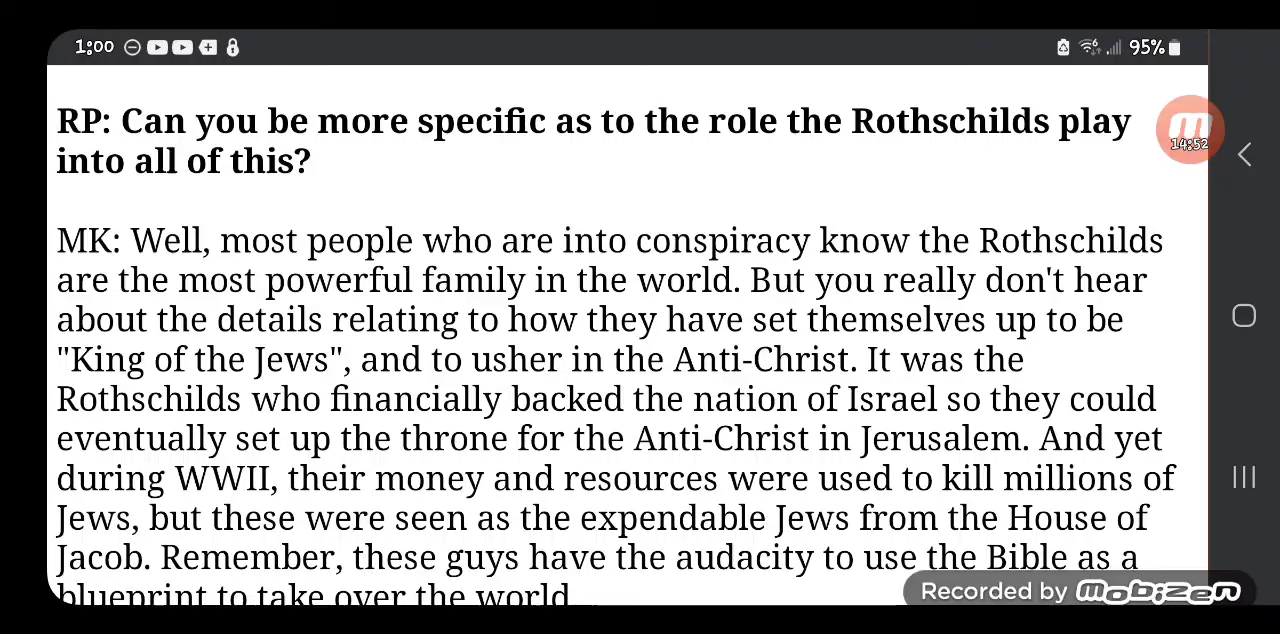 1:00 95%
RP: Can you be more specific as to the role the Rothschilds play
into all of this?
14:52
MK: Well, most people who are into conspiracy know the Rothschilds
are the most powerful family in the world. But you really don't hear
about the details relating to how they have set themselves up to be
"King of the Jews", and to usher in the Anti-Christ. It was the
Rothschilds who financially backed the nation of Israel so they could
eventually set up the throne for the Anti-Christ in Jerusalem. And yet
during WWII, their money and resources were used to kill millions of
Jews, but these were seen as the expendable Jews from the House of
Jacob. Remember, these guys have the audacity to use the Bible as a
blueprint to take over the world
Recorded by mobizen